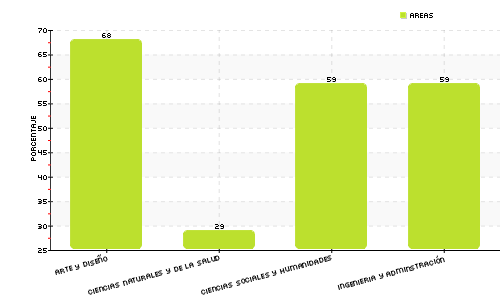 AREAS
PORCENTAJE
70
65
60
55
50
45
40
35
30
25
68
29
59
59
ARTE Y DISEÑO
CIENCIAS NATURALES Y DE LA SALUD
CIENCIAS SOCIALES Y HUMANIDADES
INGENIERIA Y ADMINSTRACIÓN